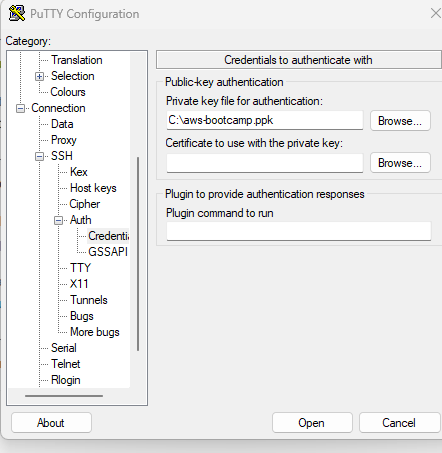 PuTTY Configuration
Category:
Translation
Selection
Colours
Connection
Data
Proxy
SSH
Kex
Host keys
Cipher
Auth
Credentia
GSSAPI
TTY
X11
Tunnels
Bugs
More bugs
Serial
Telnet
Rlogin
Credentials to authenticate with
Public-key authentication
Private key file for authentication:
C:\aws-bootcamp.ppk
Browse...
Certificate to use with the private key:
Browse...
Plugin to provide authentication responses
Plugin command to run
About
Open
Cancel